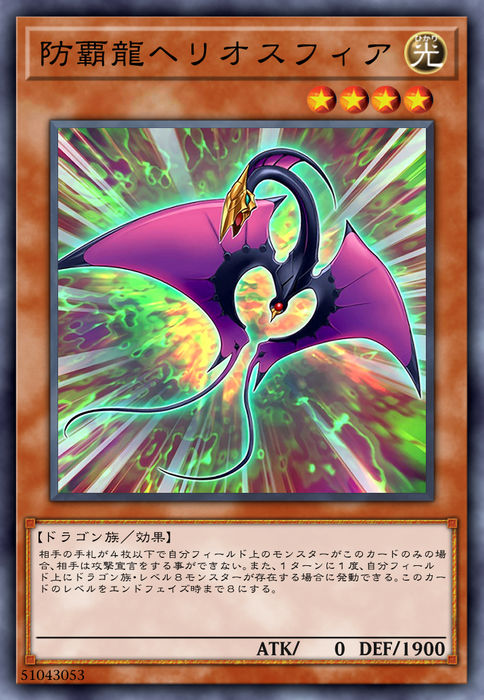 防覇龍ヘリオスフィア
ひかり
光
【ドラゴン族／効果】
相手の手札が４枚以下で自分フィールド上のモンスターがこのカードのみの場
合、相手は攻撃宣言をする事ができない。また、１ターンに１度、自分フィール
ド上にドラゴン族・レベル８モンスターが存在する場合に発動できる。このカー
ドのレベルをエンドフェイズ時まで８にする。
ATK/ 0 DEF/1900
51043053